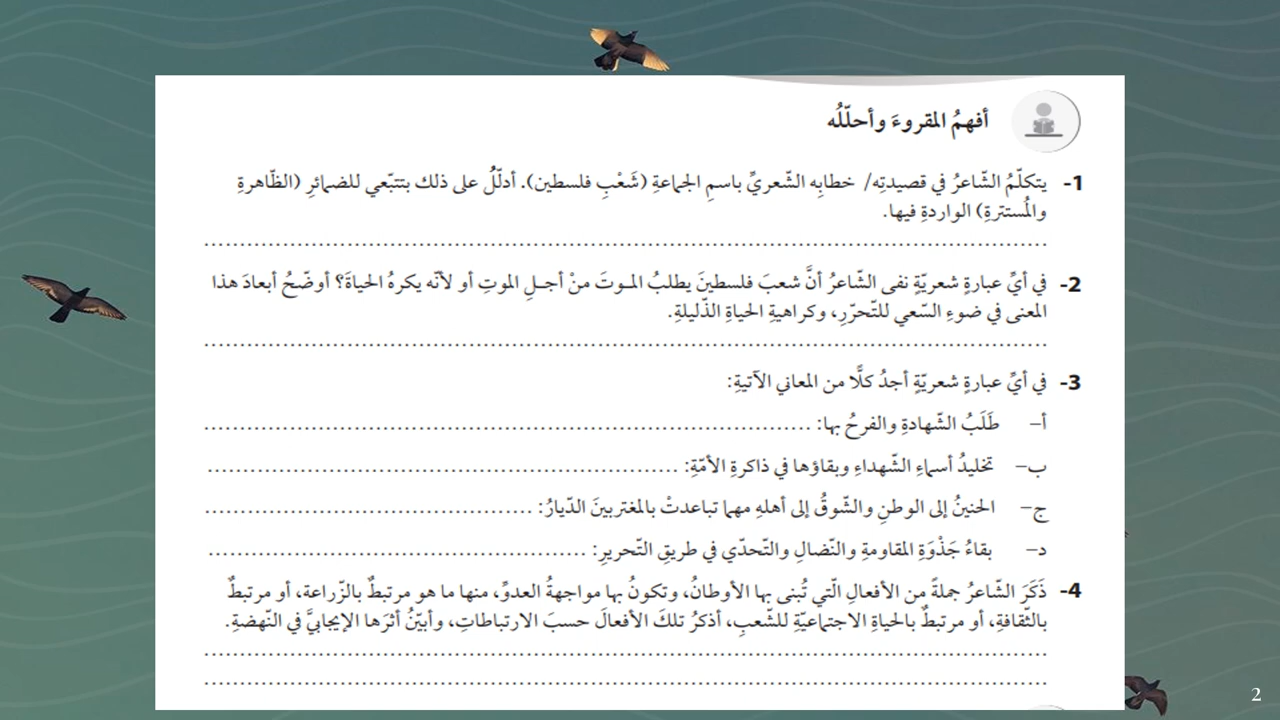 أفهمُ المقروءَ وأحلّلُه
1- يتكلّمُ الشّاعرُ في قصيدتِه/ خطابِه الشّعريِّ باسمِ الجماعةِ (شَعْبِ فلسطين). أدلّلُ على ذلك بتتبّعي للضمائرِ (الظّاهرةِ
والمُستترةِ) الواردةِ فيها.
...................................................................................................
2- في أيِّ عبارةٍ شعريّةٍ نفى الشّاعرُ أنَّ شعبَ فلسطينَ يطلبُ المـوتَ منْ أجـلِ الموتِ أو لأنّه يكرهُ الحياةَ؟ أوضّحُ أبعادَ هذا
المعنى في ضوءِ السّعي للتّحرّرِ، وكراهيةِ الحياةِ الذّليلةِ.
...................................................................................................
3- في أيِّ عبارةٍ شعريّةٍ أجدُ كلًّا من المعاني الآتيةِ:
أ– طَلَبُ الشّهادةِ والفرحُ بها: ......................................................................
ب– تخليدُ أسماءِ الشّهداءِ وبقاؤها في ذاكرةِ الأمّةِ: .......................................................
ج– الحنينُ إلى الوطنِ والشّوقُ إلى أهلهِ مهما تباعدتْ بالمغتربينَ الدّيارُ: ......................................
د– بقاءُ جَذْوَةِ المقاومةِ والنّضالِ والتّحدّي في طريقِ التّحريرِ: ............................................
4- ذَكَرَ الشّاعرُ جملةً من الأفعالِ الّتي تُبنى بها الأوطانُ، وتكونُ بها مواجهةُ العدوِّ، منها ما هو مرتبطٌ بالزّراعة، أو مرتبطٌ
بالثّقافةِ، أو مرتبطٌ بالحياةِ الاجتماعيّةِ للشّعبِ، أذكرُ تلكَ الأفعالَ حسبَ الارتباطاتِ، وأبيّنُ أثرَها الإيجابيَّ في النّهضةِ.
...................................................................................................
...................................................................................................
2